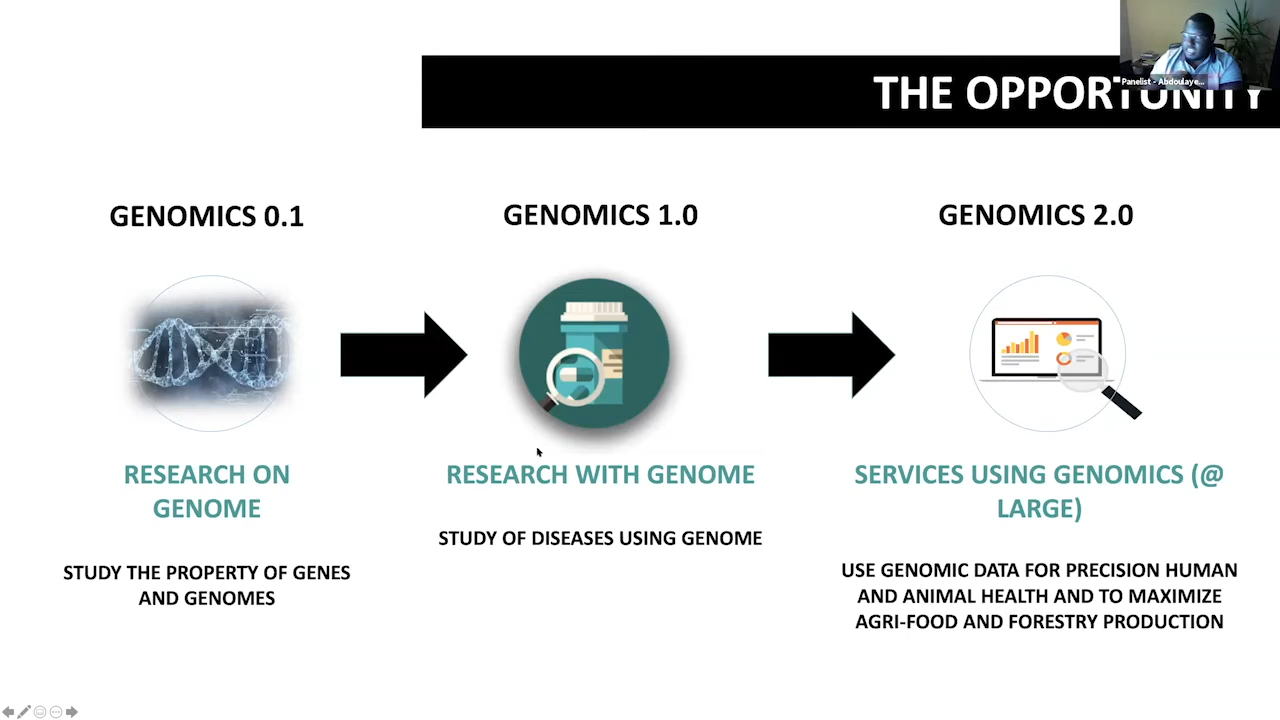 THE OPPORTUNITY
Panelist - Abdoulaye...
GENOMICS 0.1
GENOMICS 1.0
GENOMICS 2.0
RESEARCH ON
GENOME
STUDY THE PROPERTY OF GENES
AND GENOMES
RESEARCH WITH GENOME
STUDY OF DISEASES USING GENOME
SERVICES USING GENOMICS (@
LARGE)
USE GENOMIC DATA FOR PRECISION HUMAN
AND ANIMAL HEALTH AND TO MAXIMIZE
AGRI-FOOD AND FORESTRY PRODUCTION